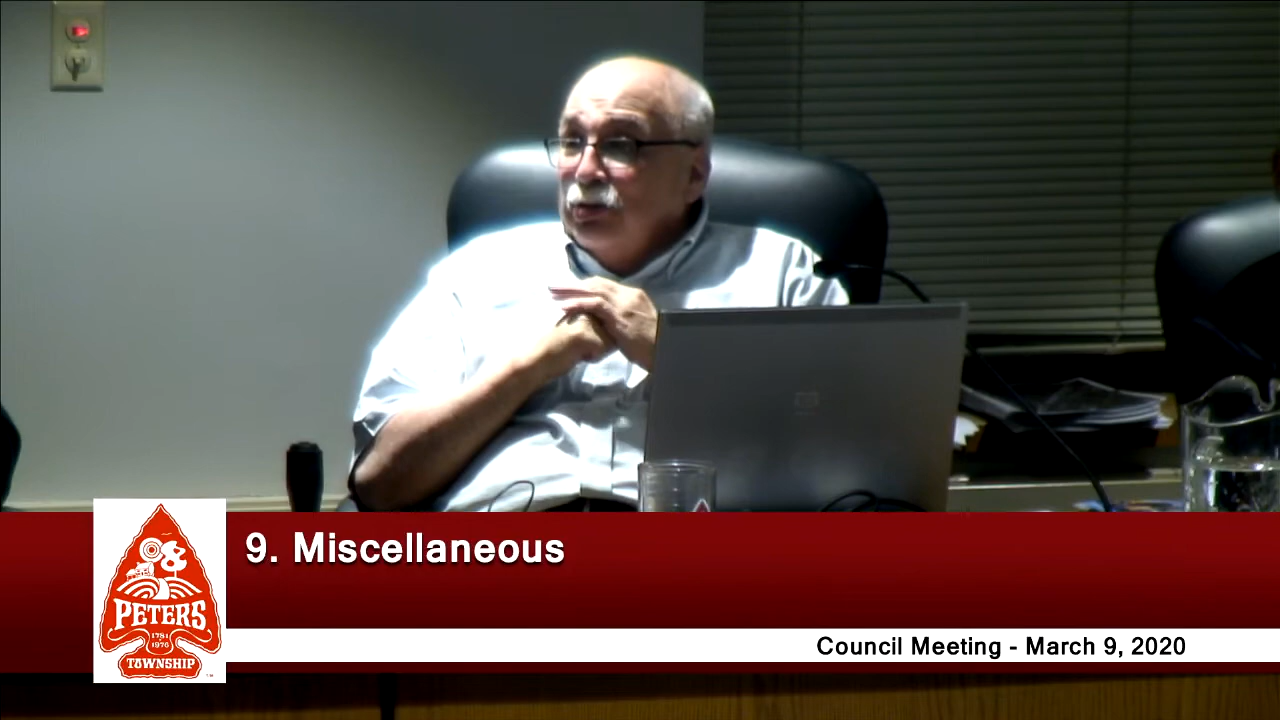 9. Miscellaneous
PETERS
1781
1976
TOWNSHIP
Council Meeting - March 9, 2020